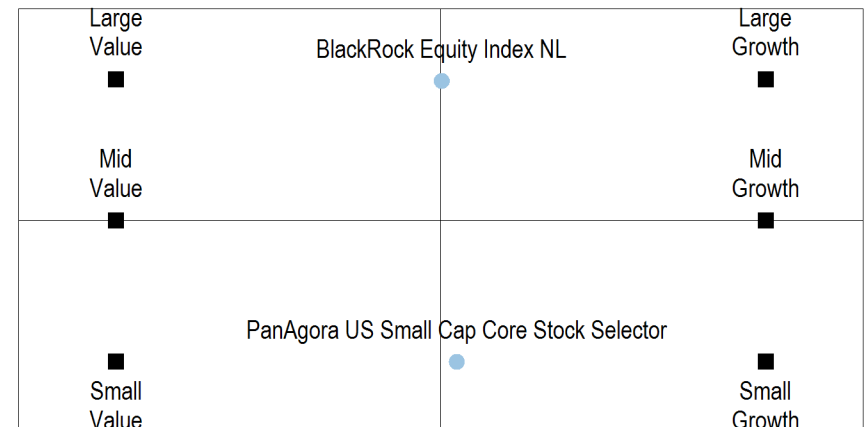 Large
Value
BlackRock Equity Index NL
Large
Growth
Mid
Value
Mid
Growth
PanAgora US Small Cap Core Stock Selector
Small
Value
Small
Growth